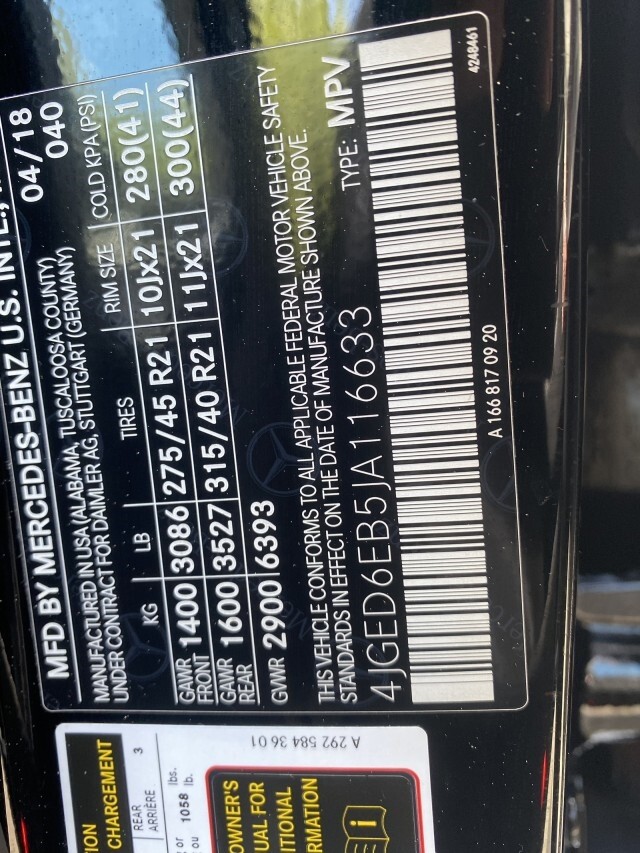 MFD BY MERCEDES-BENZ U.S. INTL.,
04/18
MANUFACTURED IN USA (ALABAMA, TUSCALOOSA COUNTY)
040
UNDER CONTRACT FOR DAIMLER AG, STUTTGART (GERMANY)
KG LB TIRES RIM SIZE COLD KPA (PSI)
GAWR FRONT 1400 3086 275/45 R21 10Jx21 280(41)
GAWR REAR 1600 3527 315/40 R21 11Jx21 300(44)
GVWR 2900 6393
THIS VEHICLE CONFORMS TO ALL APPLICABLE FEDERAL MOTOR VEHICLE SAFETY
STANDARDS IN EFFECT ON THE DATE OF MANUFACTURE SHOWN ABOVE.
4JGED6EB5JA116633 TYPE: MPV
A 166 817 09 20
4248461
CHARGEMENT
REAR
ARRIÈRE
3
or
ou
1058
lbs.
lb.
A 292 584 36 01
OWNER'S
FOR
i